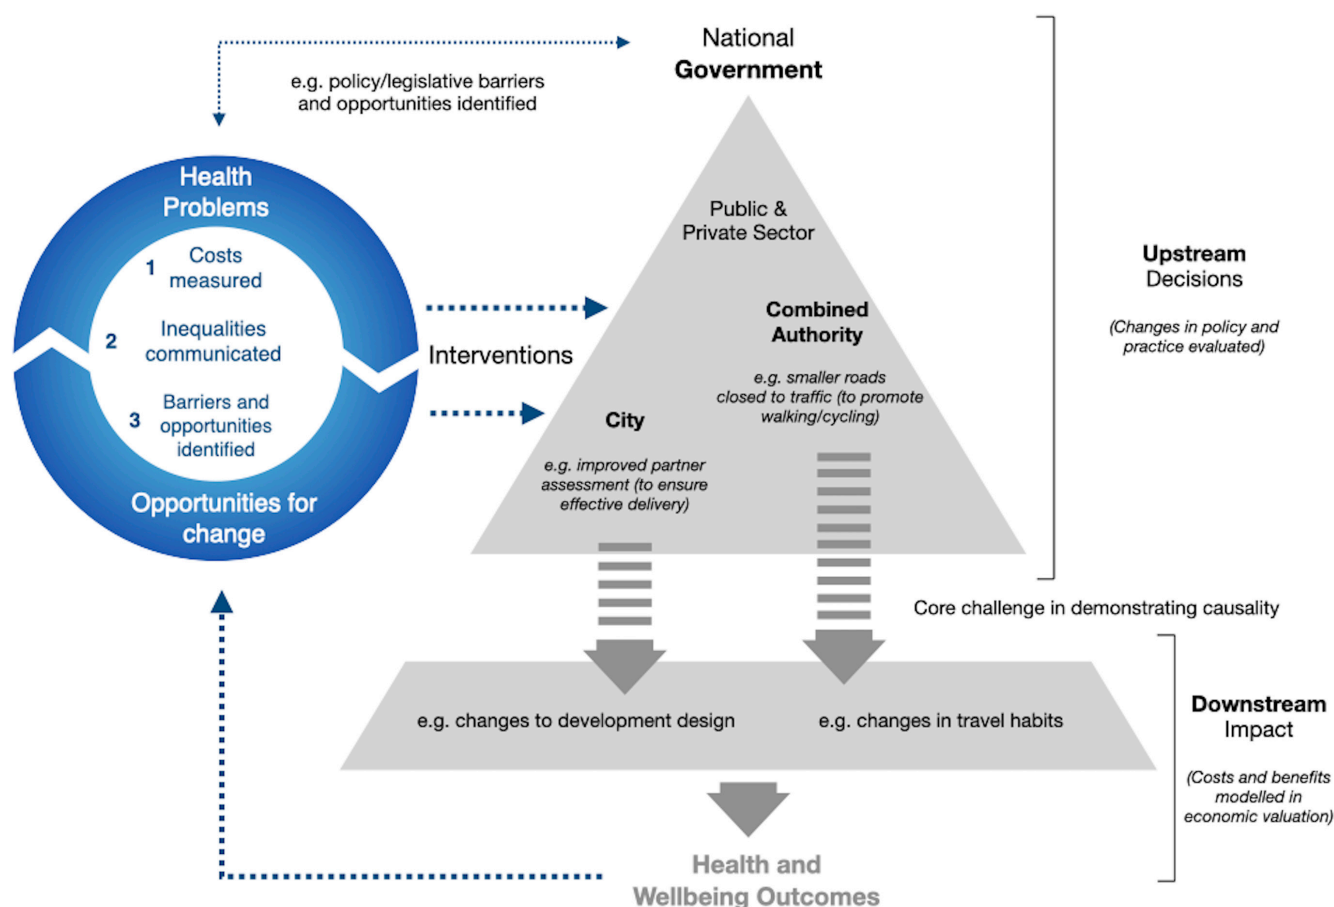 National
Government
e.g. policy/legislative barriers
and opportunities identified
Health
Problems
1
Costs
measured
2
Inequalities
communicated
3
Barriers and
opportunities
identified
Opportunities for
change
Interventions
Public &
Private Sector
Combined
Authority
e.g. smaller roads
closed to traffic (to promote
walking/cycling)
City
e.g. improved partner
assessment (to ensure
effective delivery)
Upstream
Decisions
(Changes in policy and
practice evaluated)
Core challenge in demonstrating causality
e.g. changes to development design
e.g. changes in travel habits
Downstream
Impact
(Costs and benefits
modelled in
economic valuation)
Health and
Wellbeing Outcomes